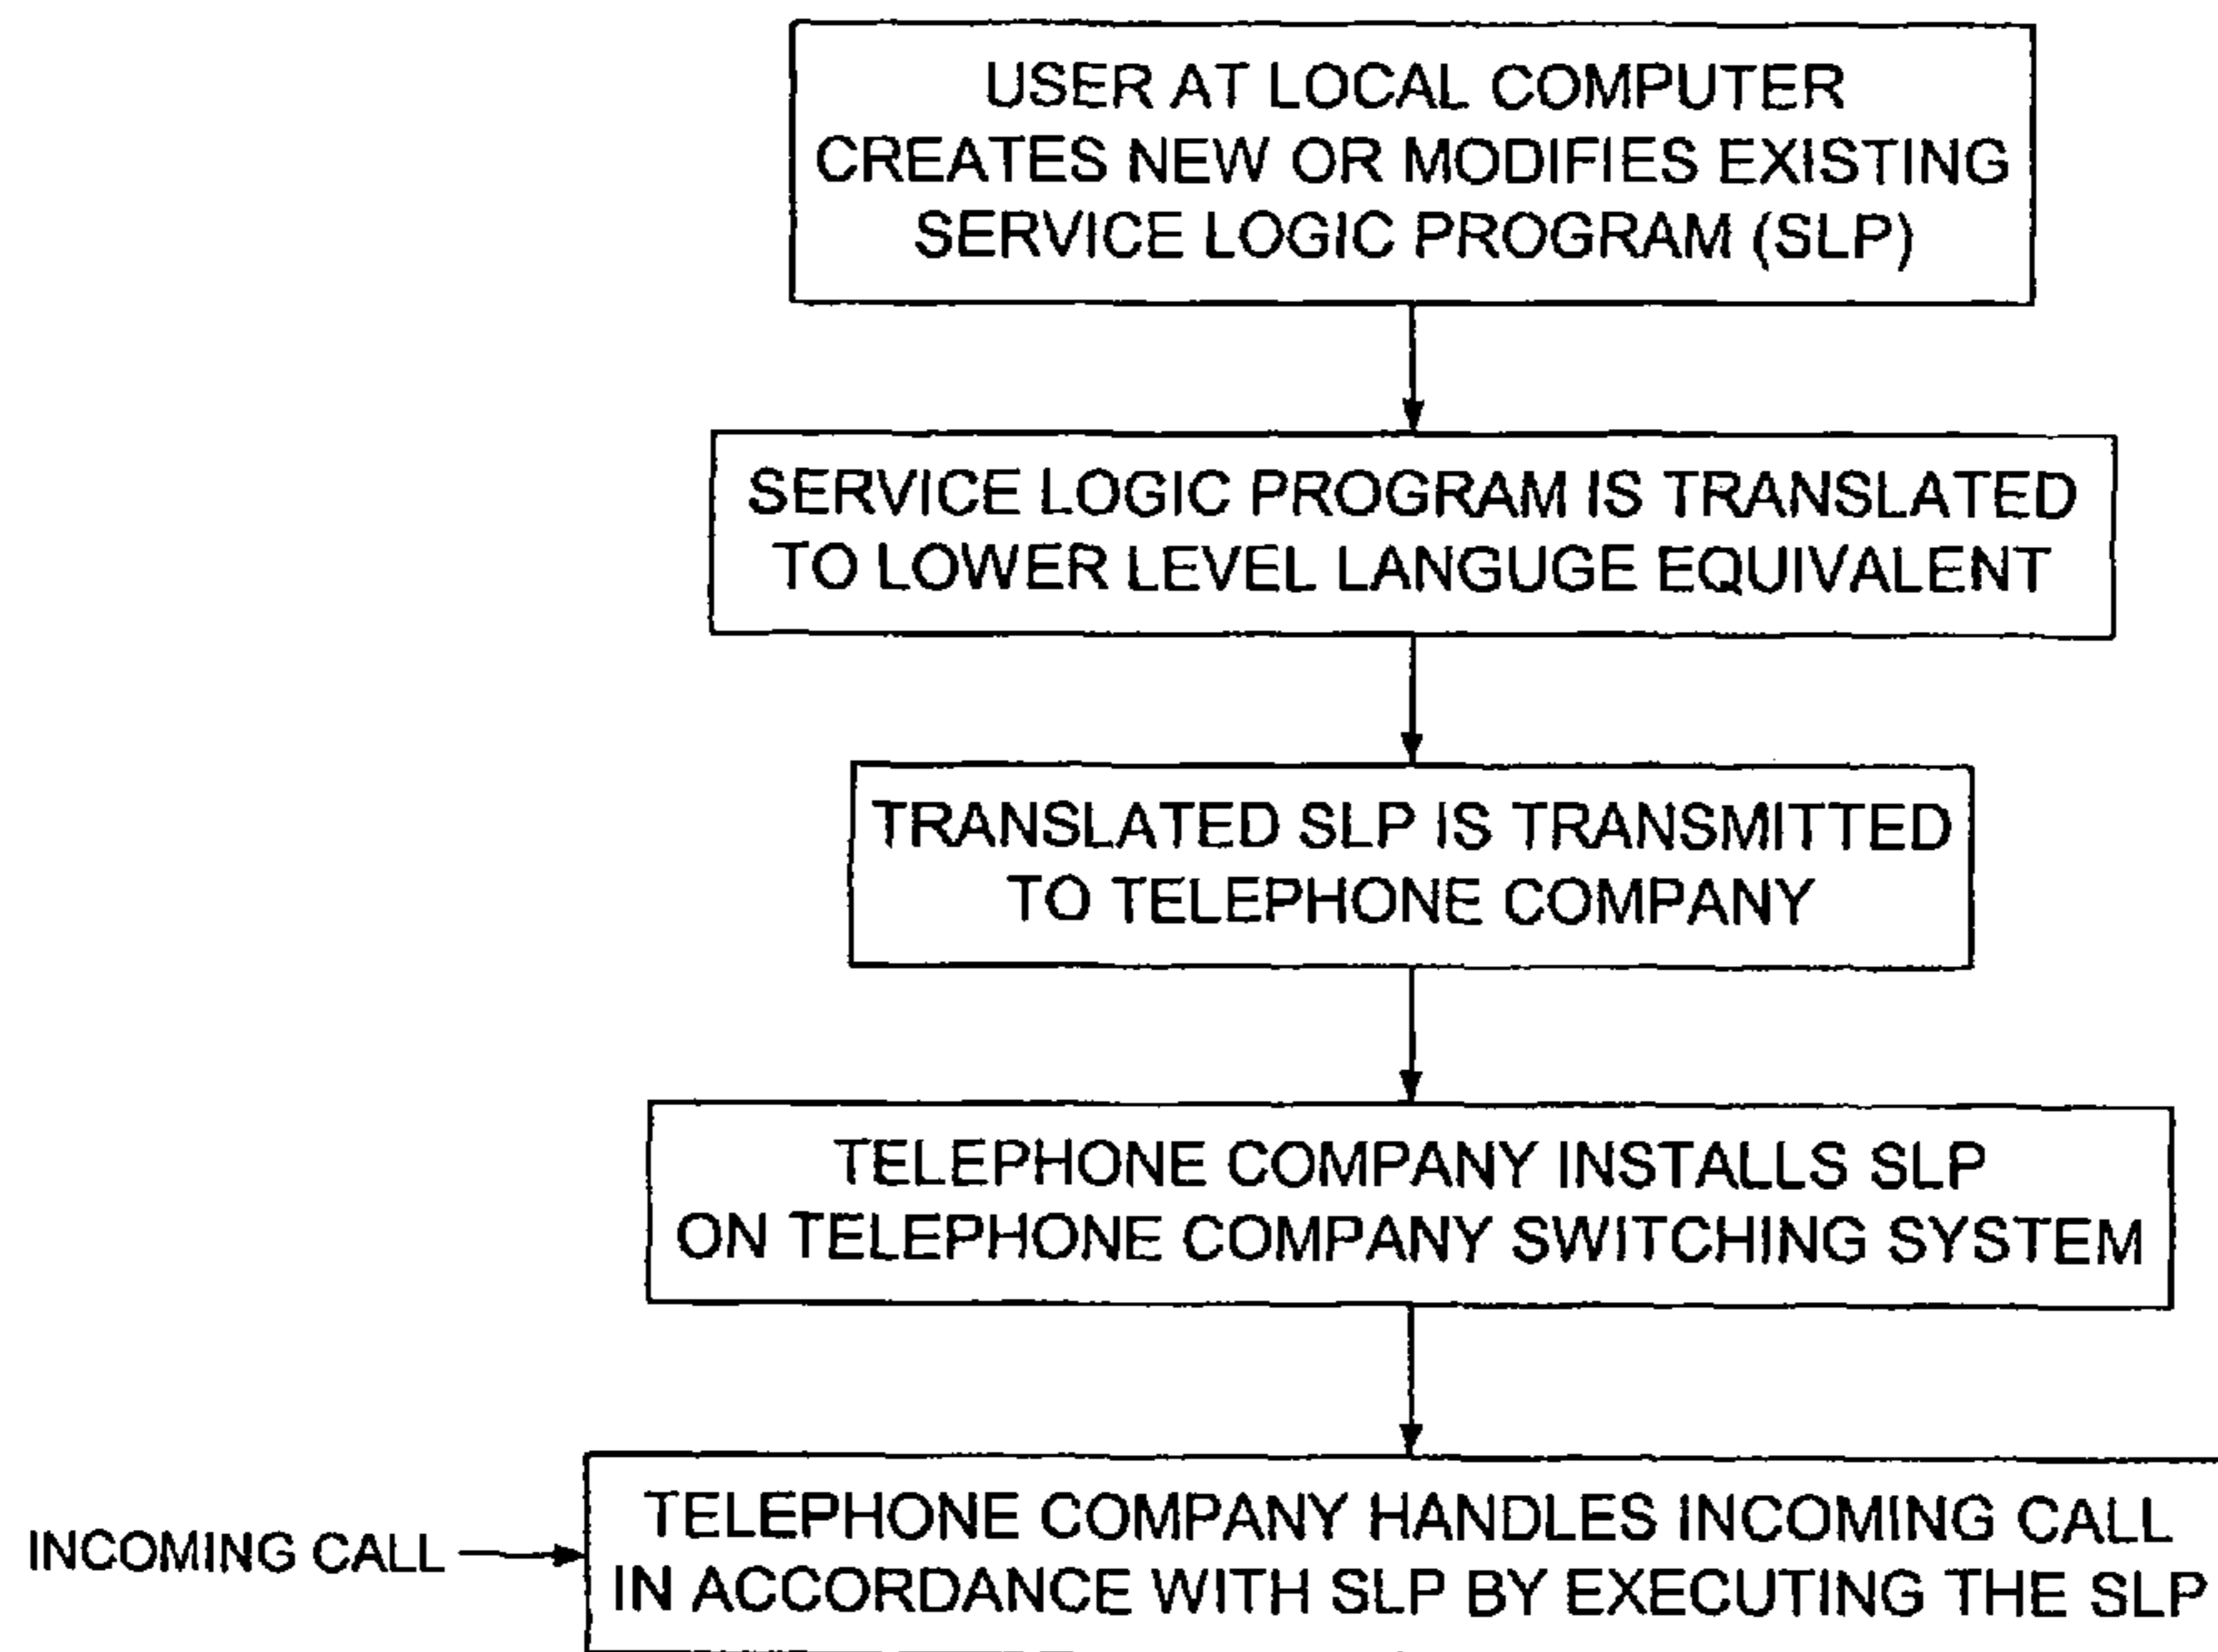 USER AT LOCAL COMPUTER
CREATES NEW OR MODIFIES EXISTING
SERVICE LOGIC PROGRAM (SLP)
SERVICE LOGIC PROGRAM IS TRANSLATED
TO LOWER LEVEL LANGUGE EQUIVALENT
TRANSLATED SLP IS TRANSMITTED
TO TELEPHONE COMPANY
TELEPHONE COMPANY INSTALLS SLP
ON TELEPHONE COMPANY SWITCHING SYSTEM
INCOMING CALL
TELEPHONE COMPANY HANDLES INCOMING CALL
IN ACCORDANCE WITH SLP BY EXECUTING THE SLP